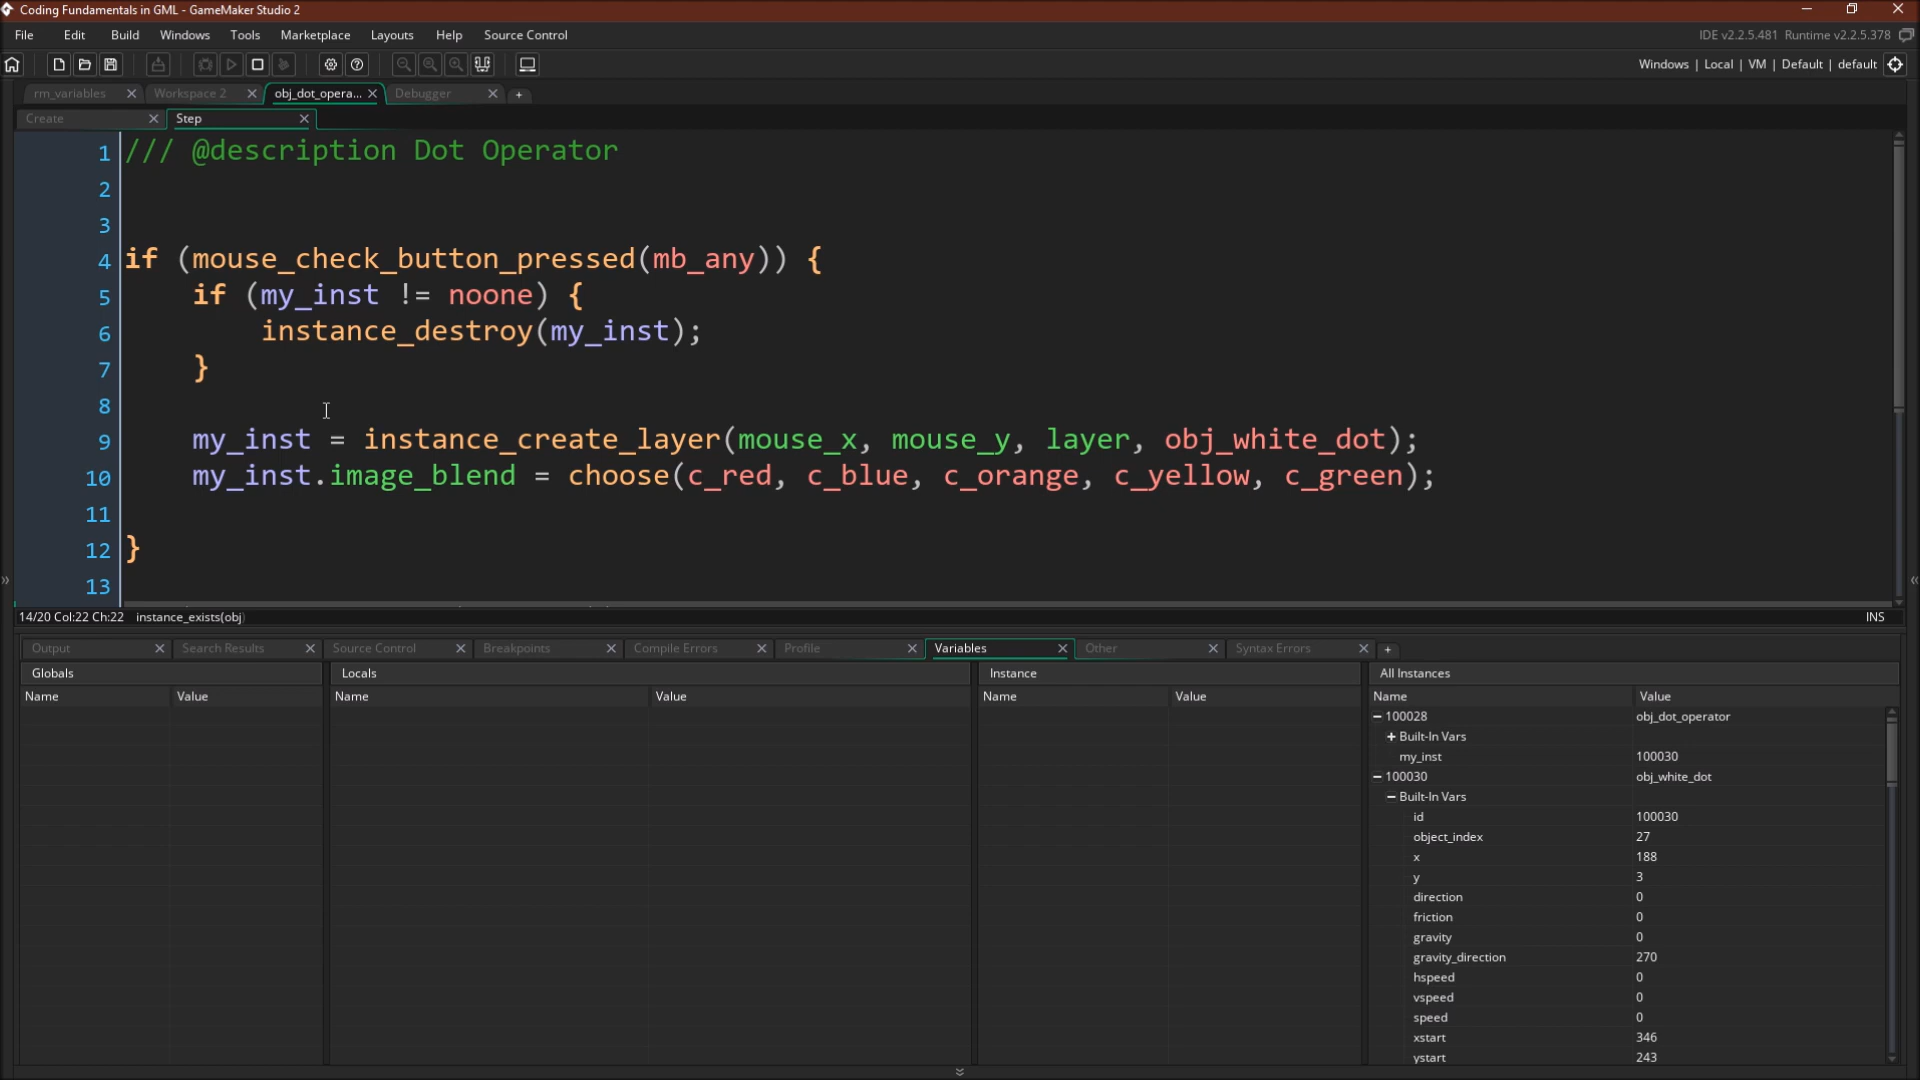 Coding Fundamentals in GML - GameMaker Studio 2
File Edit Build Windows Tools Marketplace Layouts Help Source Control
IDE v2.2.5.481 Runtime v2.2.5.378
Windows | Local | VM | Default | default
rm_variables Workspace 2 obj_dot_opera... Debugger +
Create Step
1 /// @description Dot Operator
2
3
4 if (mouse_check_button_pressed(mb_any)) {
5 if (my_inst != noone) {
6 instance_destroy(my_inst);
7 }
8
9 my_inst = instance_create_layer(mouse_x, mouse_y, layer, obj_white_dot);
10 my_inst.image_blend = choose(c_red, c_blue, c_orange, c_yellow, c_green);
11
12 }
13
14/20 Col:22 Ch:22 instance_exists(obj) INS
Output Search Results Source Control Breakpoints Compile Errors Profile Variables Other Syntax Errors +
Globals Locals Instance All Instances
Name Value Name Value Name Value Name Value
100028 obj_dot_operator
Built-In Vars
my_inst 100030
100030 obj_white_dot
Built-In Vars
id 100030
object_index 27
x 188
y 3
direction 0
friction 0
gravity 0
gravity_direction 270
hspeed 0
vspeed 0
speed 0
xstart 346
ystart 243